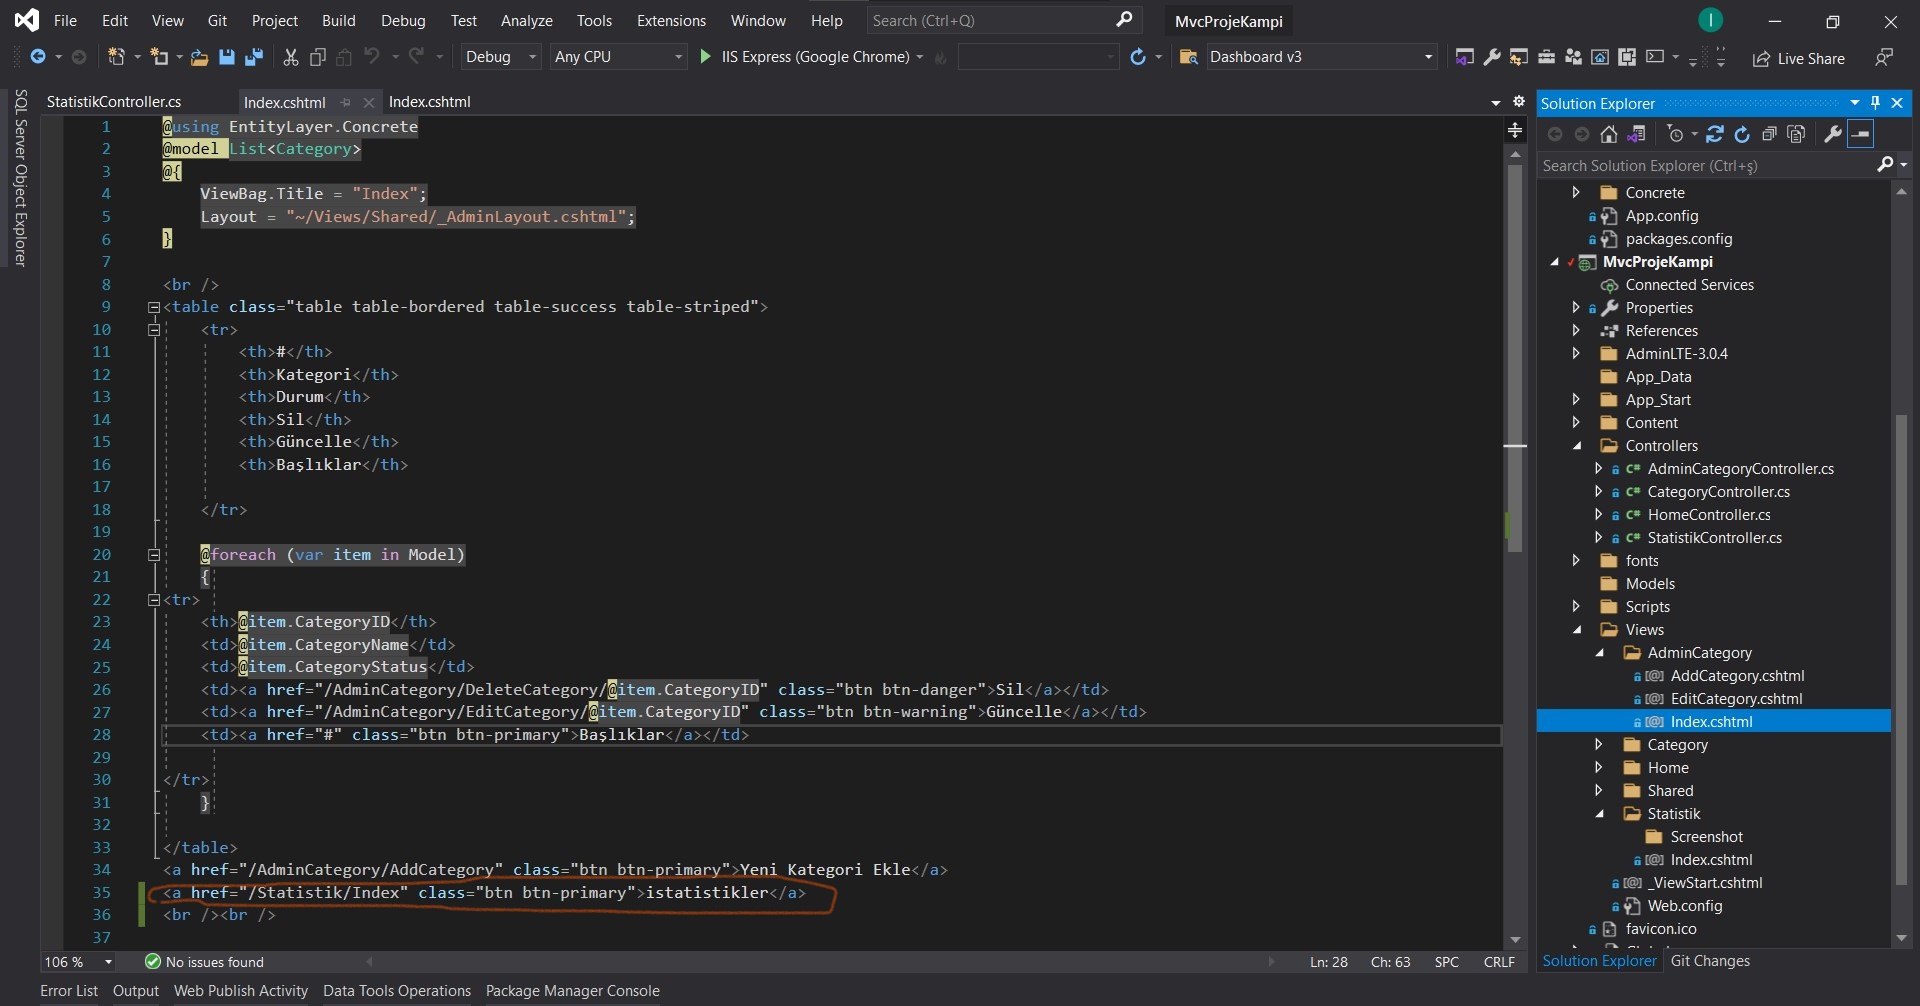 File Edit View Git Project Build Debug Test Analyze Tools Extensions Window Help Search (Ctrl+Q) MvcProjeKampi I
Debug Any CPU IIS Express (Google Chrome) Dashboard v3 Live Share
SQL Server Object Explorer
StatistikController.cs Index.cshtml Index.cshtml
1 @using EntityLayer.Concrete
2 @model List<Category>
3 @{
4 ViewBag.Title = "Index";
5 Layout = "~/Views/Shared/_AdminLayout.cshtml";
6 }
7
8 <br />
9 <table class="table table-bordered table-success table-striped">
10 <tr>
11 <th>#</th>
12 <th>Kategori</th>
13 <th>Durum</th>
14 <th>Sil</th>
15 <th>Güncelle</th>
16 <th>Başlıklar</th>
17
18 </tr>
19
20 @foreach (var item in Model)
21 {
22 <tr>
23 <th>@item.CategoryID</th>
24 <td>@item.CategoryName</td>
25 <td>@item.CategoryStatus</td>
26 <td><a href="/AdminCategory/DeleteCategory/@item.CategoryID" class="btn btn-danger">Sil</a></td>
27 <td><a href="/AdminCategory/EditCategory/@item.CategoryID" class="btn btn-warning">Güncelle</a></td>
28 <td><a href="#" class="btn btn-primary">Başlıklar</a></td>
29
30 </tr>
31 }
32
33 </table>
34 <a href="/AdminCategory/AddCategory" class="btn btn-primary">Yeni Kategori Ekle</a>
35 <a href="/Statistik/Index" class="btn btn-primary">istatistikler</a>
36 <br /><br />
37
106 % No issues found Ln: 28 Ch: 63 SPC CRLF
Solution Explorer
Search Solution Explorer (Ctrl+ş)
Concrete
App.config
packages.config
MvcProjeKampi
Connected Services
Properties
References
AdminLTE-3.0.4
App_Data
App_Start
Content
Controllers
C# AdminCategoryController.cs
C# CategoryController.cs
C# HomeController.cs
C# StatistikController.cs
fonts
Models
Scripts
Views
AdminCategory
[@] AddCategory.cshtml
[@] EditCategory.cshtml
[@] Index.cshtml
Category
Home
Shared
Statistik
Screenshot
[@] Index.cshtml
[@] _ViewStart.cshtml
Web.config
favicon.ico
Solution Explorer Git Changes
Error List Output Web Publish Activity Data Tools Operations Package Manager Console